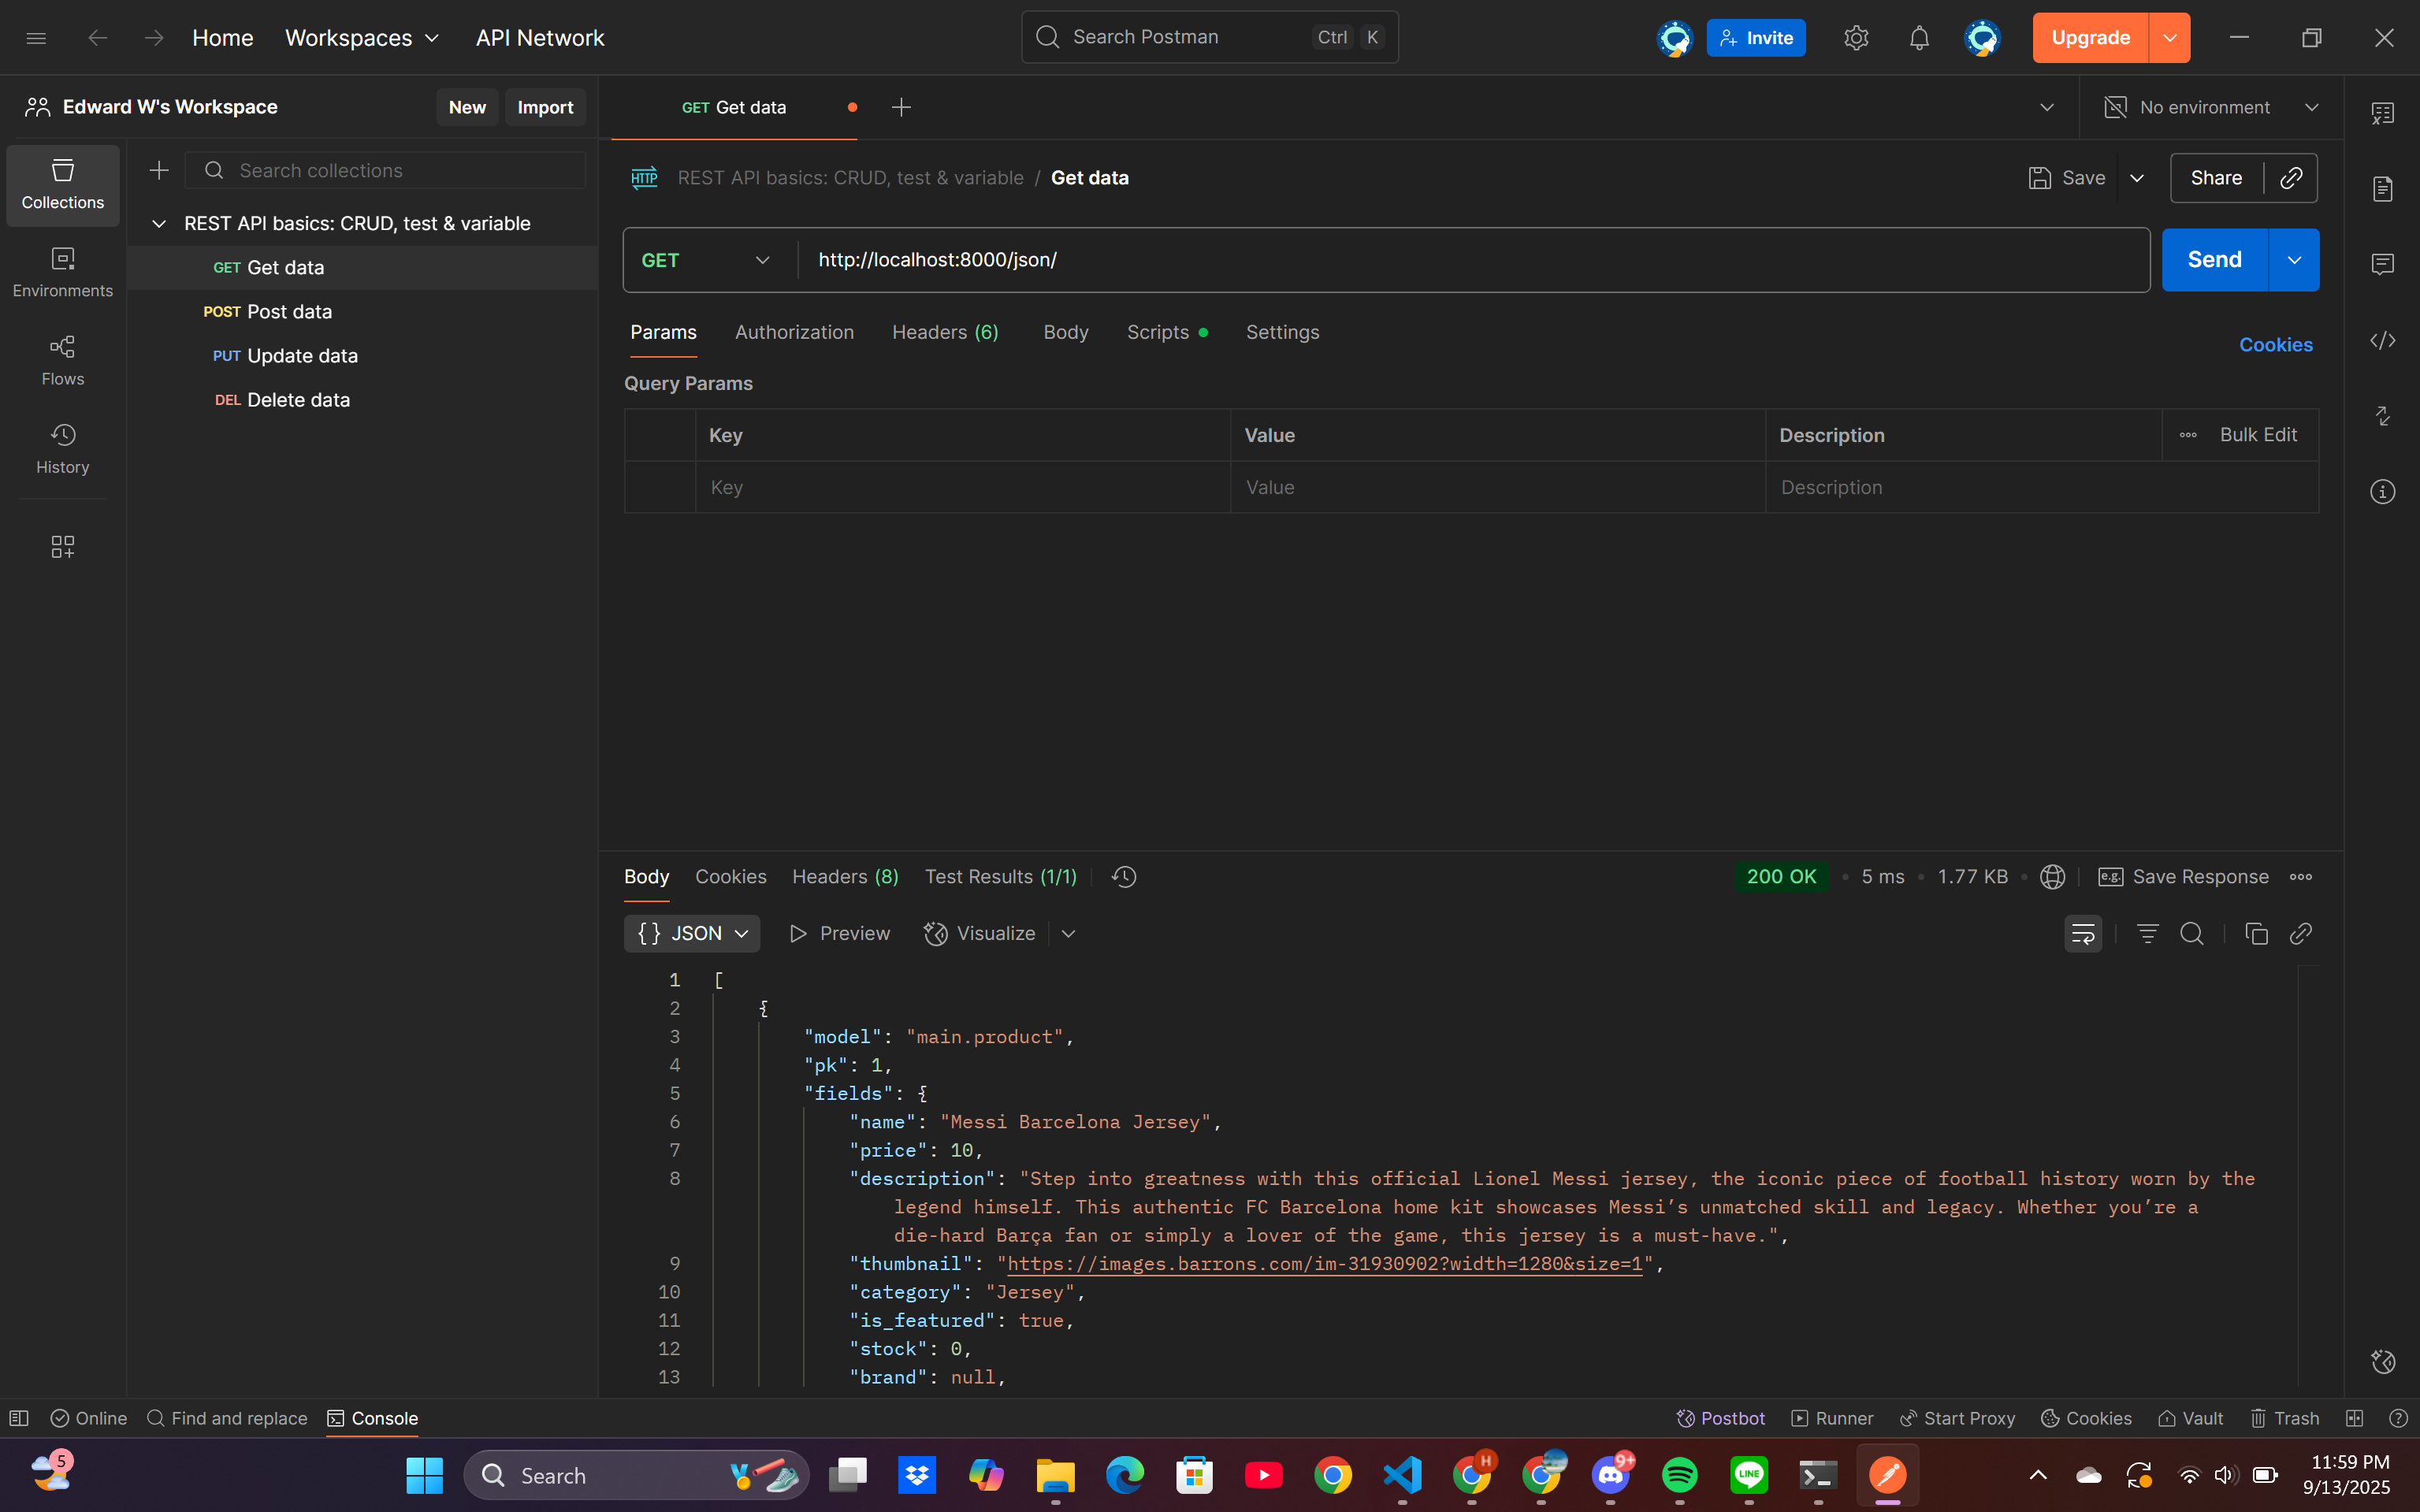 Home
Workspaces
API Network
Search Postman
Ctrl K
Invite
Upgrade
Edward W's Workspace
New
Import
GET Get data
No environment
Collections
Environments
Flows
History
Search collections
REST API basics: CRUD, test & variable
GET Get data
POST Post data
PUT Update data
DEL Delete data
HTTP
REST API basics: CRUD, test & variable / Get data
Save
Share
GET
http://localhost:8000/json/
Send
Params
Authorization
Headers (6)
Body
Scripts
Settings
Cookies
Query Params
Key
Value
Description
Bulk Edit
Key
Value
Description
Body
Cookies
Headers (8)
Test Results (1/1)
200 OK
5 ms
1.77 KB
e.g.
Save Response
{} JSON
Preview
Visualize
1 [
2 {
3 "model": "main.product",
4 "pk": 1,
5 "fields": {
6 "name": "Messi Barcelona Jersey",
7 "price": 10,
8 "description": "Step into greatness with this official Lionel Messi jersey, the iconic piece of football history worn by the
legend himself. This authentic FC Barcelona home kit showcases Messi’s unmatched skill and legacy. Whether you’re a
die-hard Barça fan or simply a lover of the game, this jersey is a must-have.",
9 "thumbnail": "https://images.barrons.com/im-31930902?width=1280&size=1",
10 "category": "Jersey",
11 "is_featured": true,
12 "stock": 0,
13 "brand": null,
Online
Find and replace
Console
Postbot
Runner
Start Proxy
Cookies
Vault
Trash
5
Search
H
9+
LINE
11:59 PM
9/13/2025